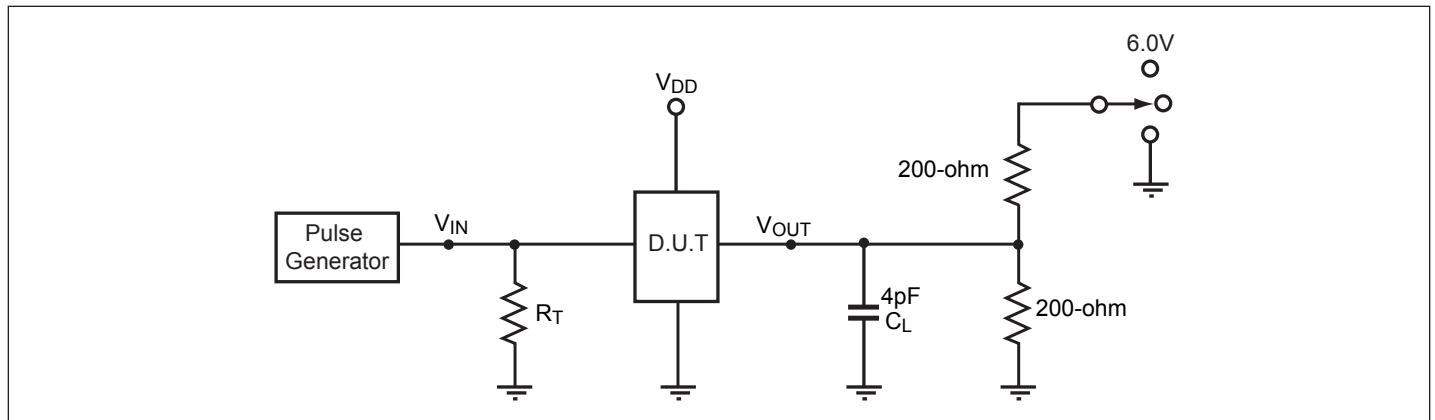 6.0V
VDD
200-ohm
Pulse
Generator
VIN
D.U.T
VOUT
RT
4pF
CL
200-ohm